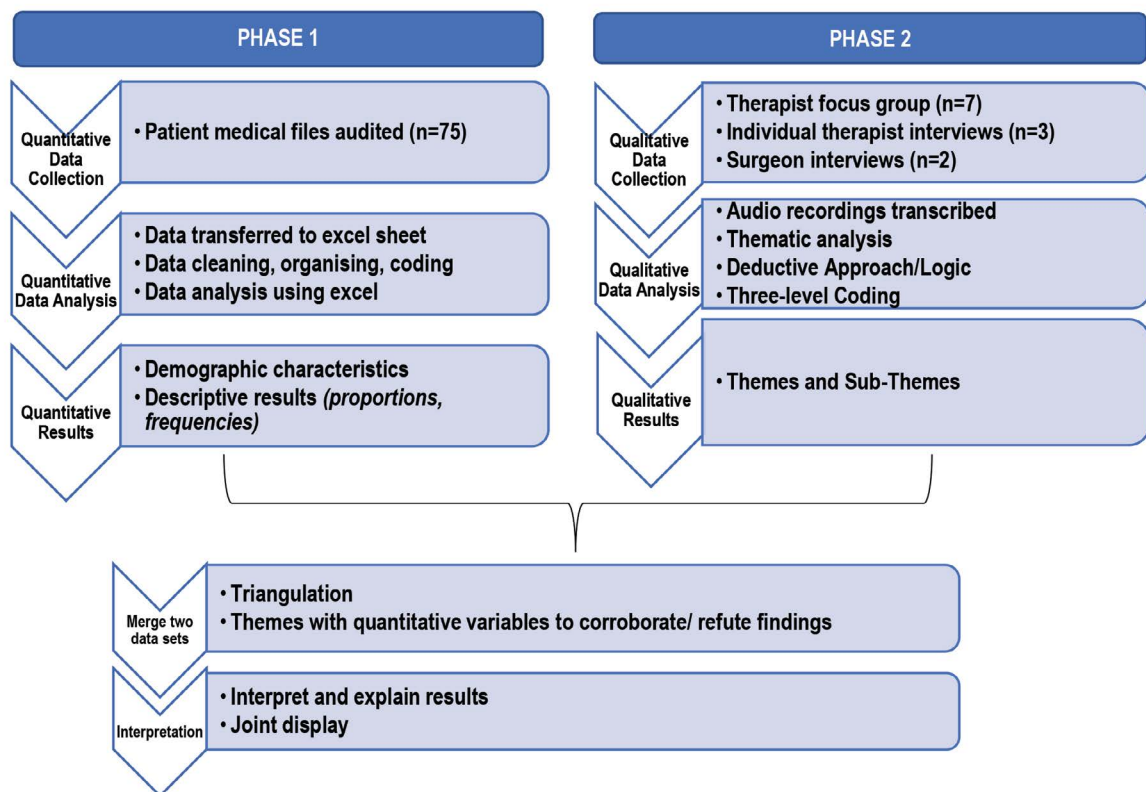 PHASE 1
Quantitative
Data
Collection
• Patient medical files audited (n=75)
Quantitative
Data Analysis
• Data transferred to excel sheet
• Data cleaning, organising, coding
• Data analysis using excel
Quantitative
Results
• Demographic characteristics
• Descriptive results (proportions,
frequencies)
PHASE 2
Qualitative
Data
Collection
• Therapist focus group (n=7)
• Individual therapist interviews (n=3)
• Surgeon interviews (n=2)
Qualitative
Data Analysis
• Audio recordings transcribed
• Thematic analysis
• Deductive Approach/Logic
• Three-level Coding
Qualitative
Results
• Themes and Sub-Themes
Merge two
data sets
• Triangulation
• Themes with quantitative variables to corroborate/ refute findings
Interpretation
• Interpret and explain results
• Joint display